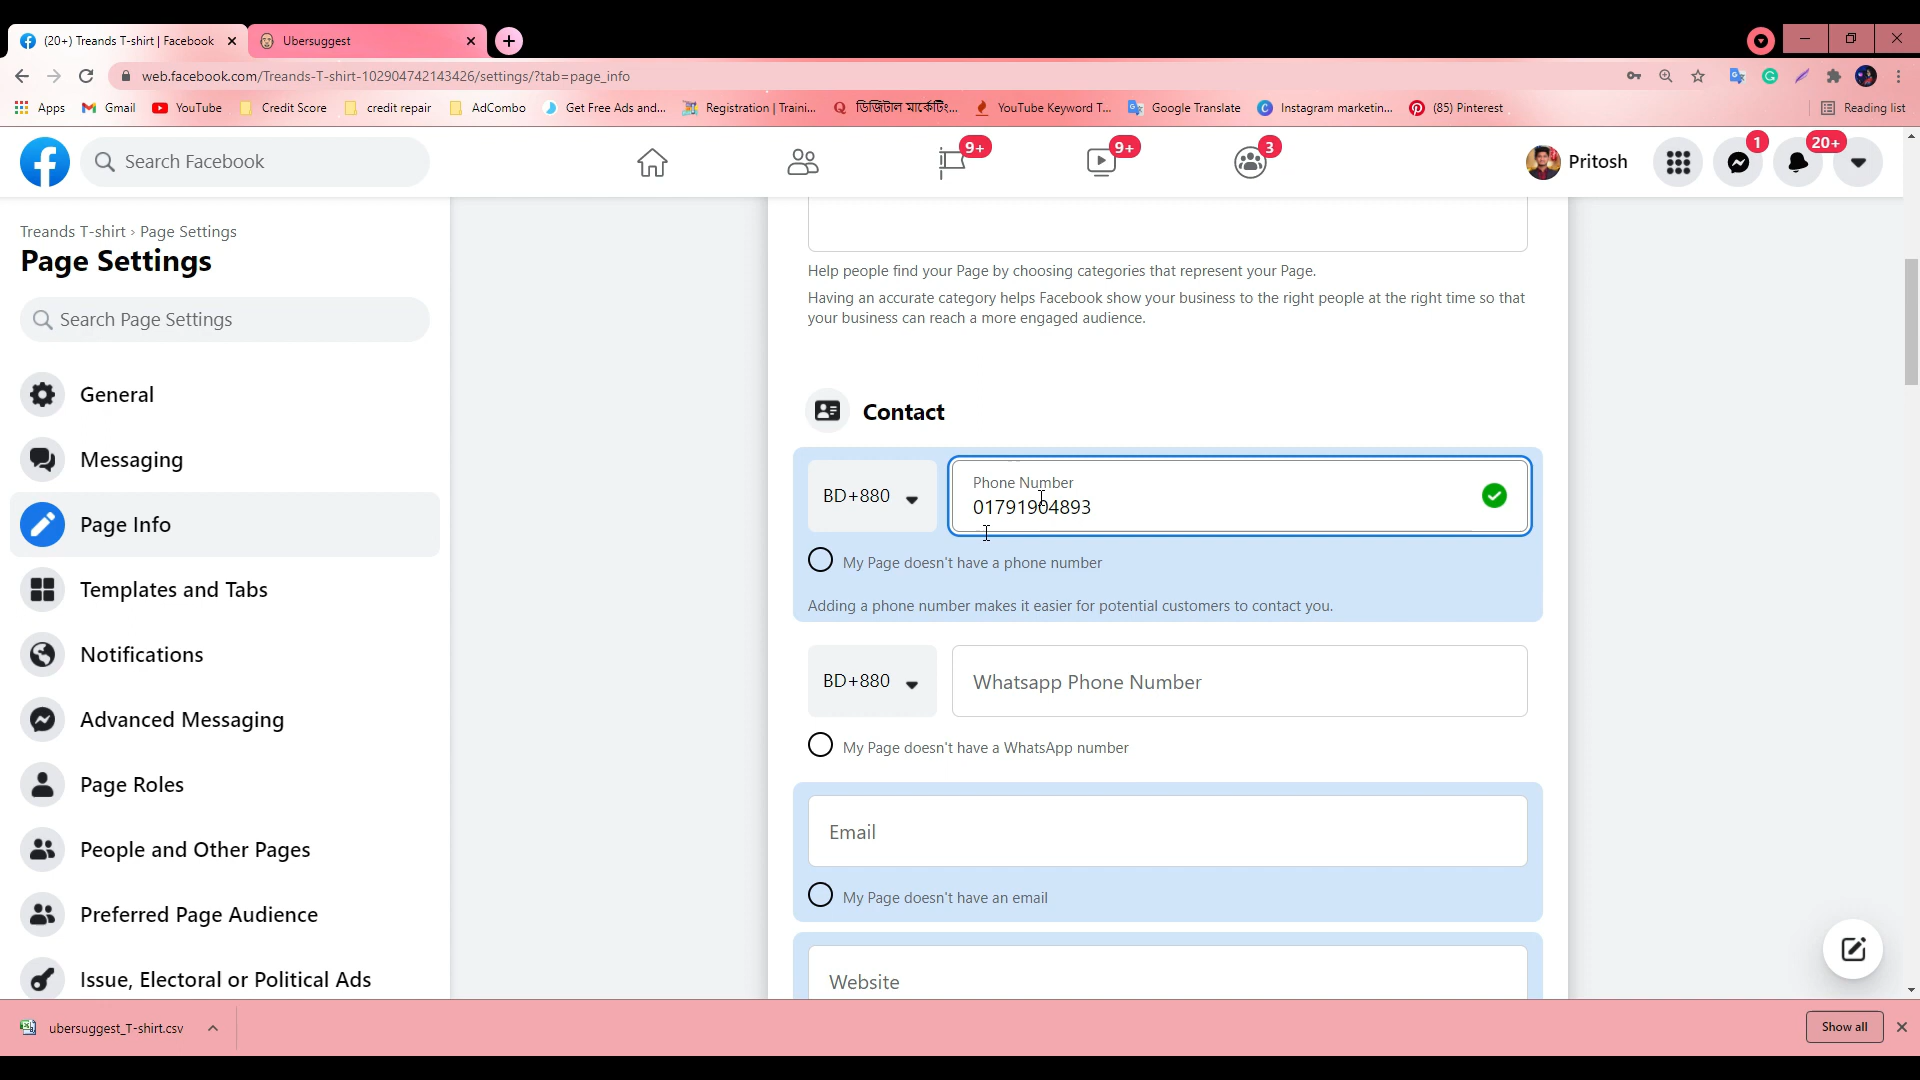 (20+) Treands T-shirt | Facebook
Ubersuggest
web.facebook.com/Treands-T-shirt-102904742143426/settings/?tab=page_info
Apps
Gmail
YouTube
Credit Score
credit repair
AdCombo
Get Free Ads and...
Registration | Traini...
ডিজিটাল মার্কেটিং...
YouTube Keyword T...
Google Translate
Instagram marketin...
(85) Pinterest
Reading list
Search Facebook
9+
9+
3
Pritosh
1
20+
Treands T-shirt › Page Settings
Page Settings
Search Page Settings
General
Messaging
Page Info
Templates and Tabs
Notifications
Advanced Messaging
Page Roles
People and Other Pages
Preferred Page Audience
Issue, Electoral or Political Ads
Help people find your Page by choosing categories that represent your Page.
Having an accurate category helps Facebook show your business to the right people at the right time so that
your business can reach a more engaged audience.
Contact
BD+880
Phone Number
01791904893
My Page doesn't have a phone number
Adding a phone number makes it easier for potential customers to contact you.
BD+880
Whatsapp Phone Number
My Page doesn't have a WhatsApp number
Email
My Page doesn't have an email
Website
ubersuggest_T-shirt.csv
Show all